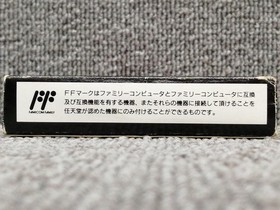 FFマークはファミリーコンピュータとファミリーコンピュータに互換
及び互換機能を有する機器、またそれらの機器に接続して頂けることを
任天堂が認めた機器にのみ付けることができるものです。